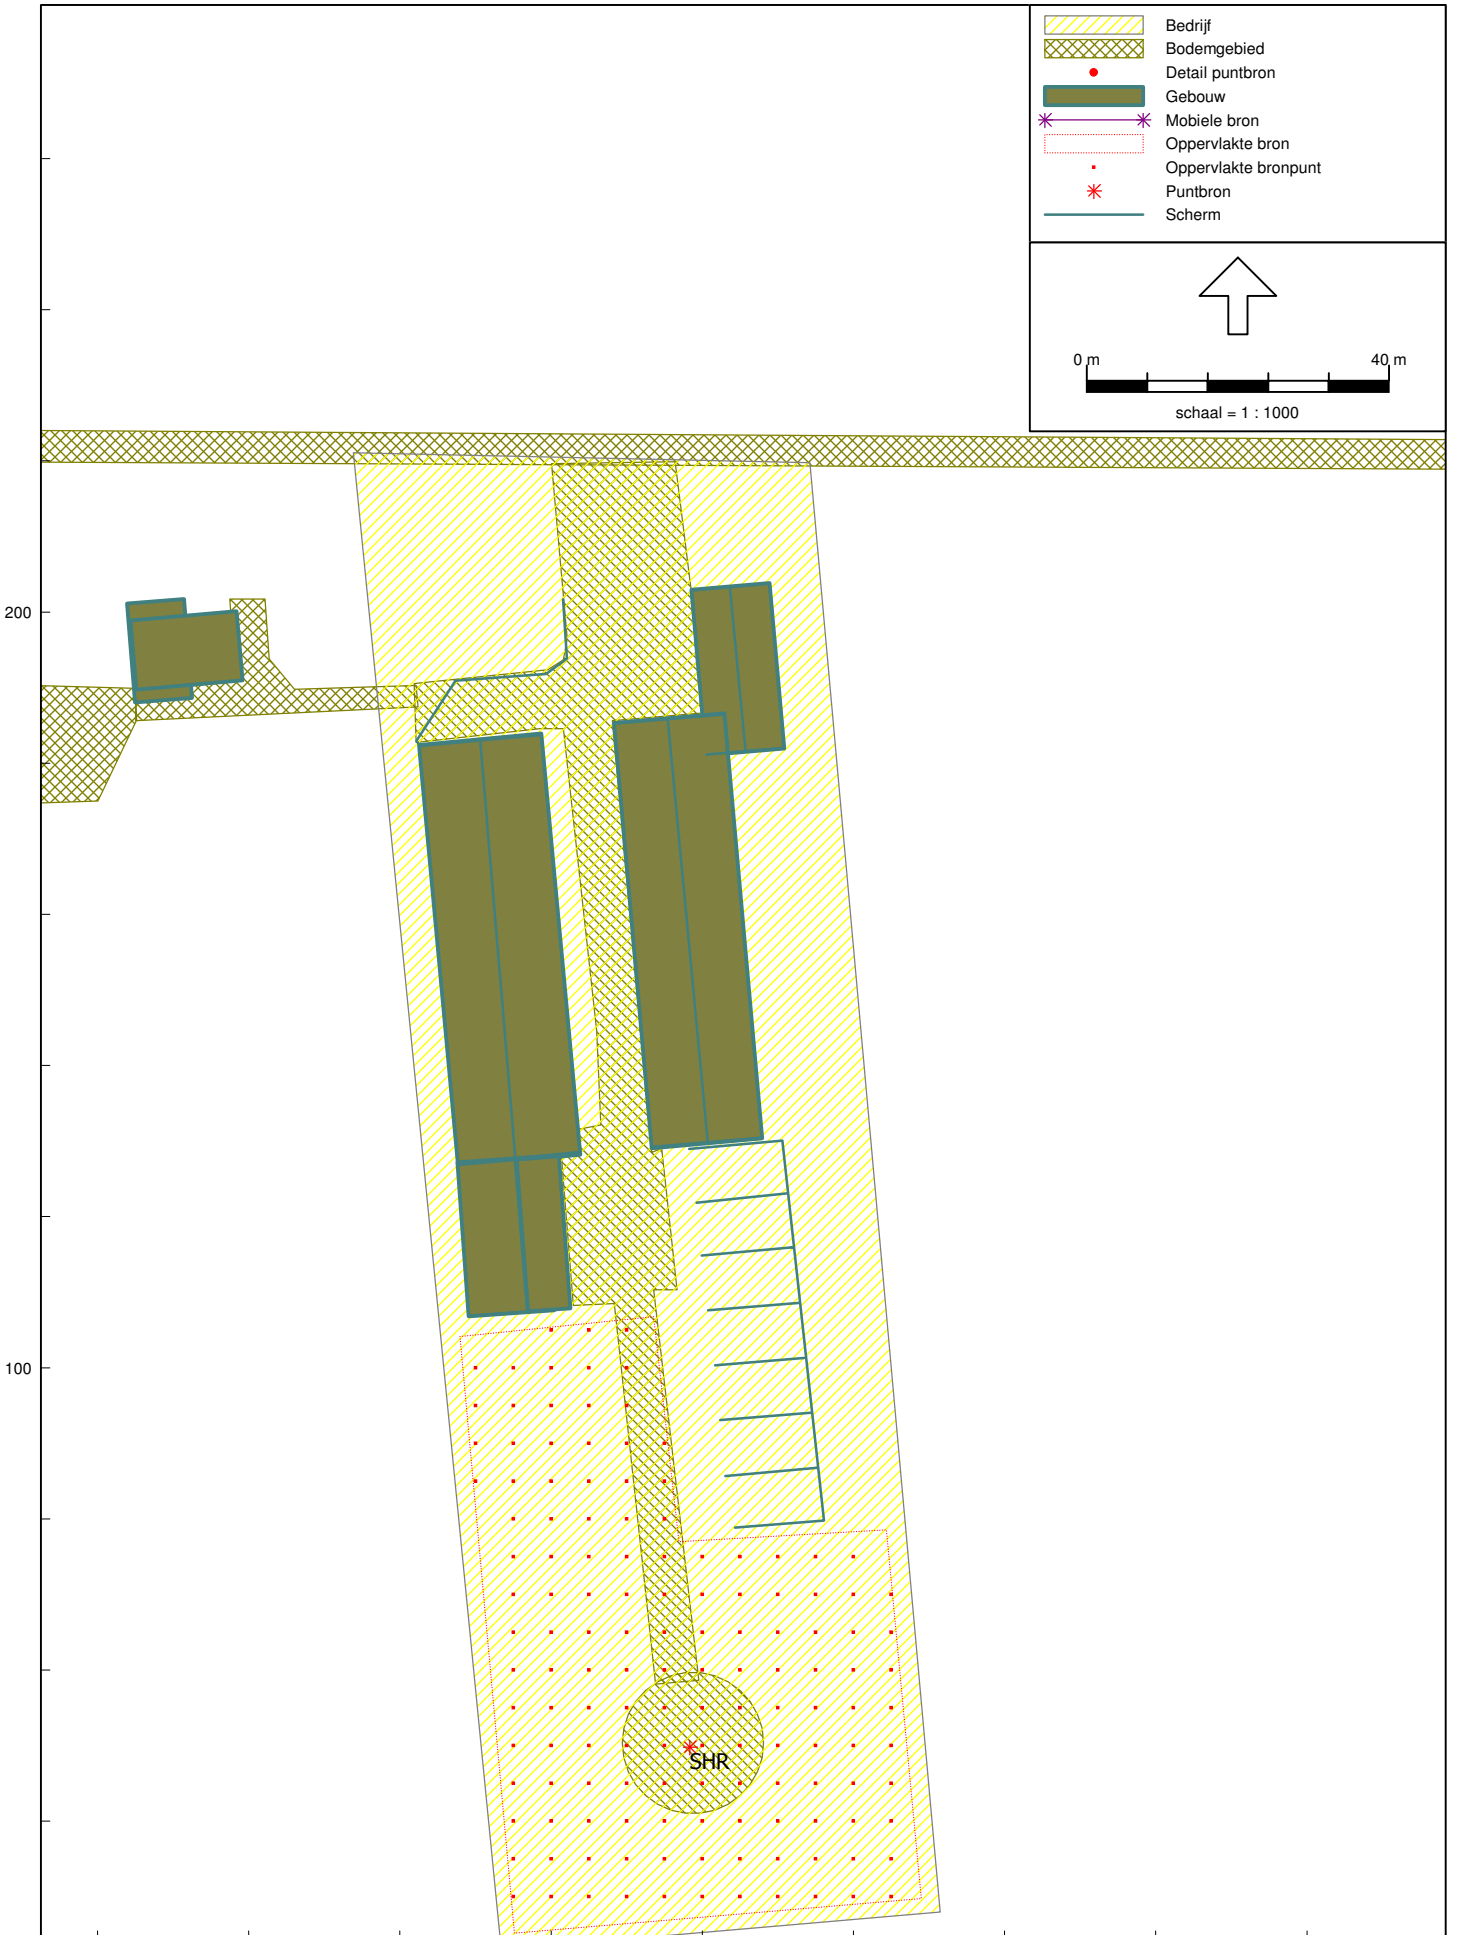 Bedrijf
Bodemgebied
Detail puntbron
Gebouw
Mobiele bron
Oppervlakte bron
Oppervlakte bronpunt
Puntbron
Scherm
0 m 40 m
schaal = 1 : 1000
200
100
SHR